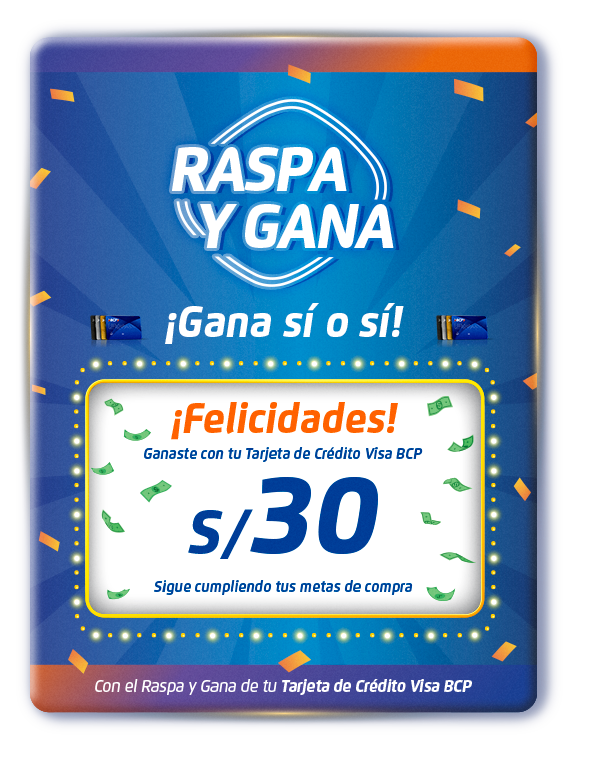 RASPA
Y GANA
¡Gana sí o sí!
¡Felicidades!
Ganaste con tu Tarjeta de Crédito Visa BCP
S/30
Sigue cumpliendo tus metas de compra
Con el Raspa y Gana de tu Tarjeta de Crédito Visa BCP